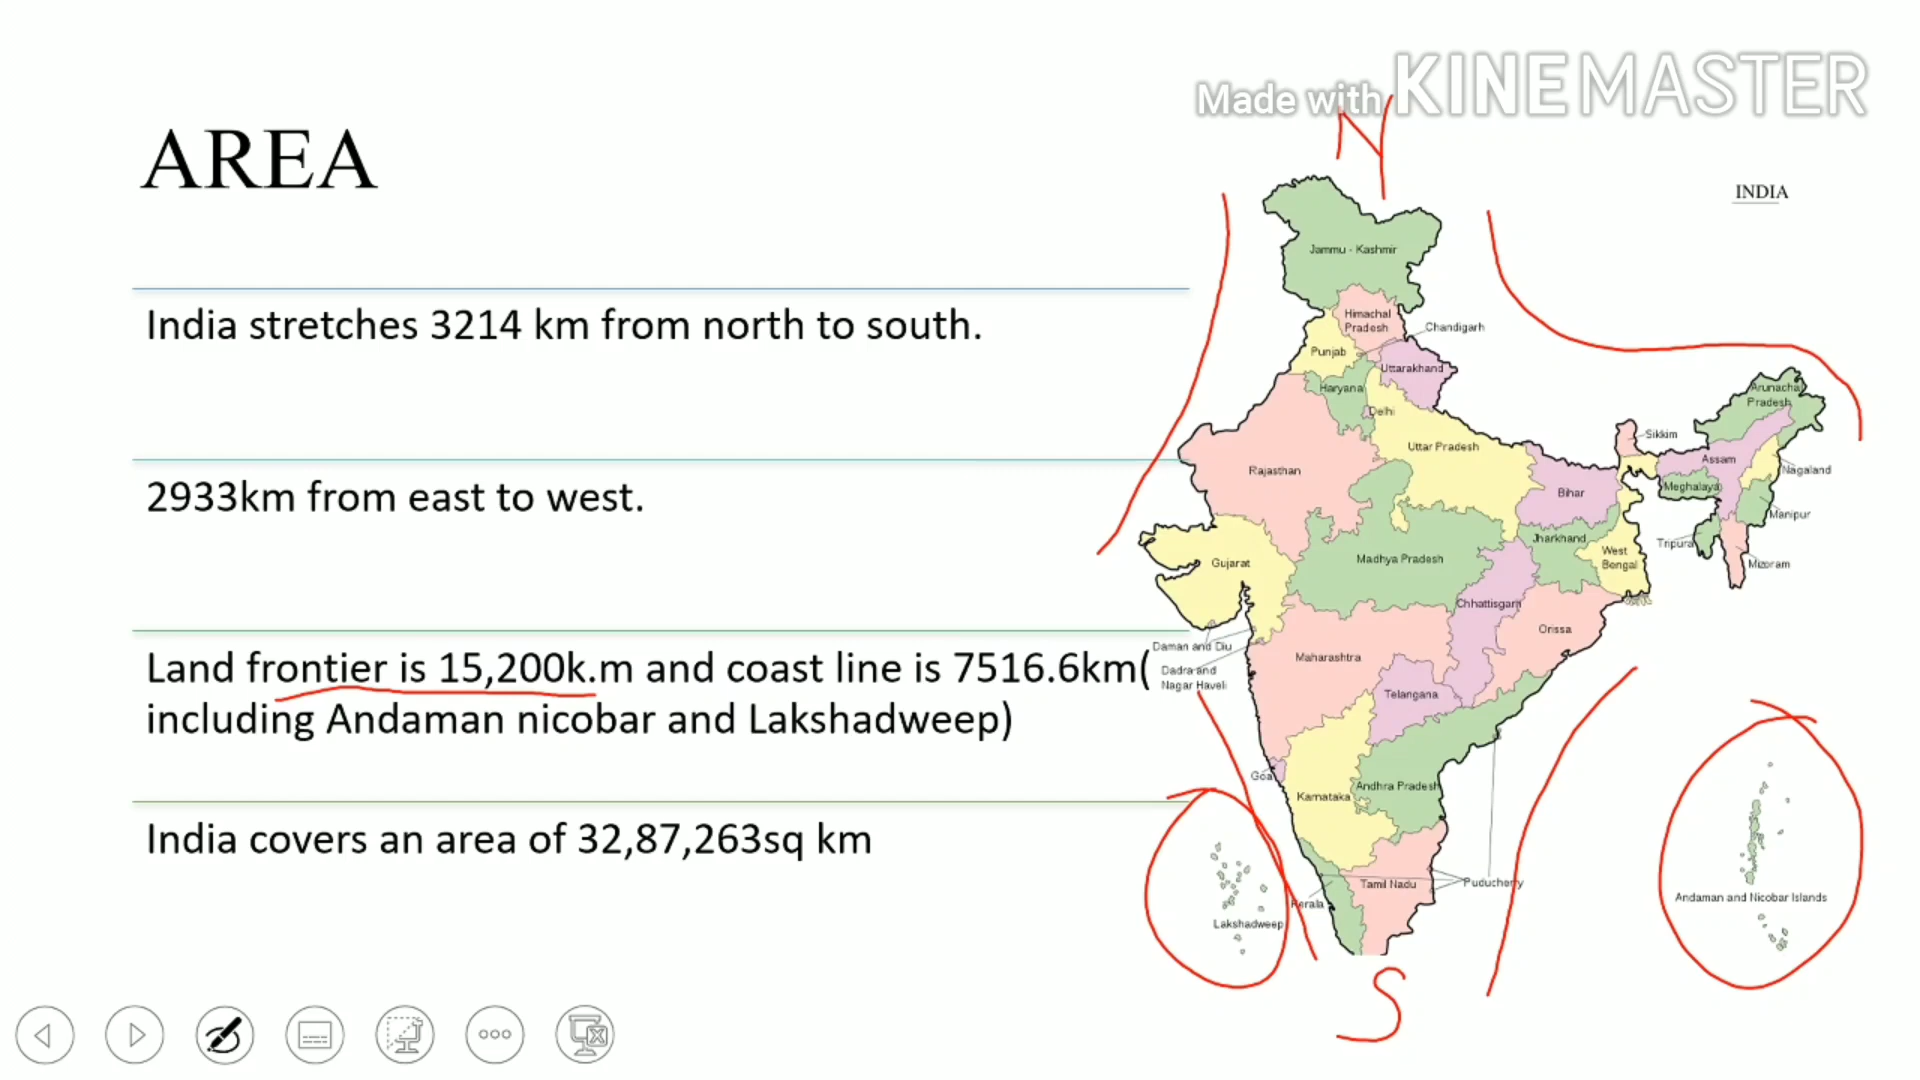 Made with KINEMASTER
N
AREA
INDIA
India stretches 3214 km from north to south.
2933km from east to west.
Land frontier is 15,200k.m and coast line is 7516.6km(
including Andaman nicobar and Lakshadweep)
India covers an area of 32,87,263sq km
Jammu - Kashmir
Himachal
Pradesh
Chandigarh
Punjab
Uttarakhand
Haryana
Delhi
Arunachal
Pradesh
Sikkim
Uttar Pradesh
Assam
Rajasthan
Nagaland
Meghalaya
Bihar
Manipur
Jharkhand
Tripura
West
Bengal
Madhya Pradesh
Gujarat
Mizoram
Chhattisgarh
Orissa
Daman and Diu
Maharashtra
Dadra and
Nagar Haveli
Telangana
Goa
Andhra Pradesh
Karnataka
Tamil Nadu
Puducherry
Andaman and Nicobar Islands
Kerala
Lakshadweep
S